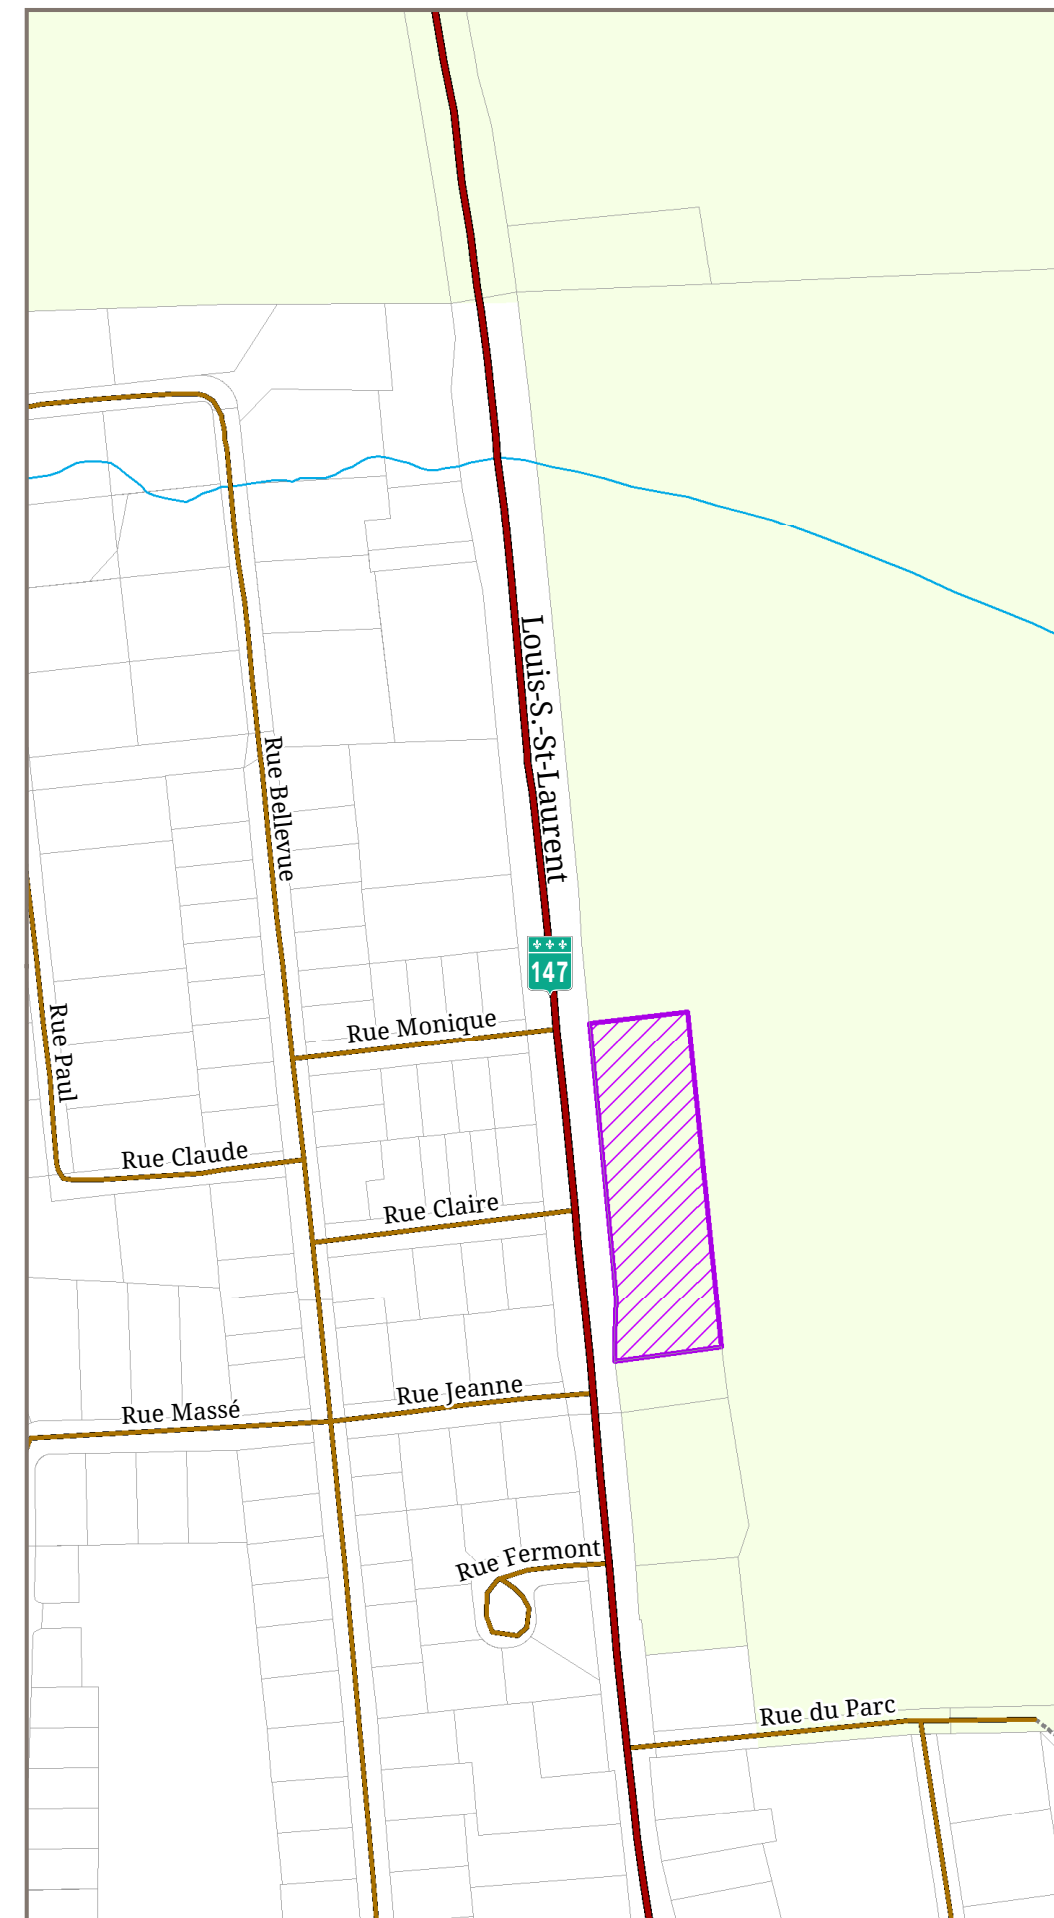 Louis-S.-St-Laurent
Rue Bellevue
147
Rue Paul
Rue Monique
Rue Claude
Rue Claire
Rue Jeanne
Rue Massé
Rue Fermont
Rue du Parc